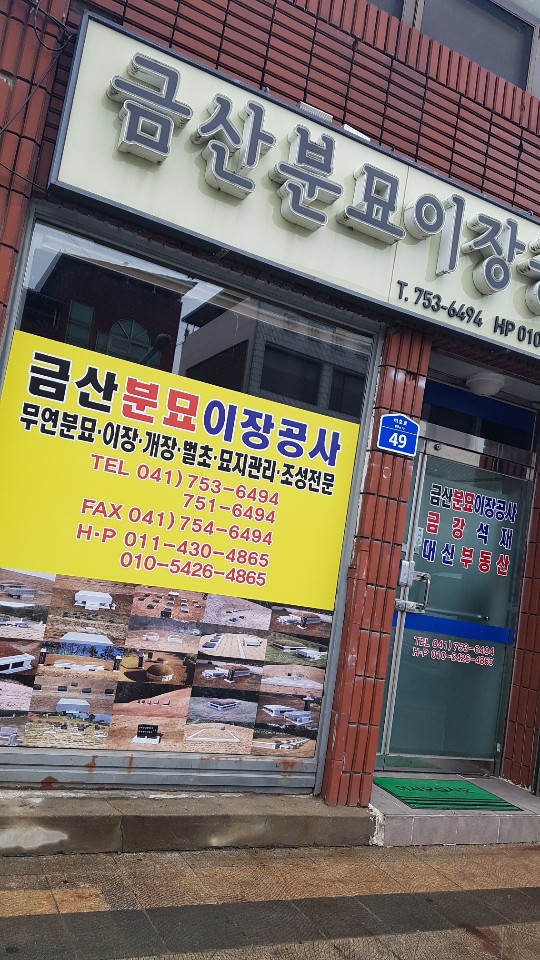 금산분묘이장공
T. 753-6494 HP 010
금산분묘이장공사
무연분묘·이장·개장·벌초·묘지관리·조성전문
TEL 041) 753-6494
751-6494
FAX 041) 754-6494
H·P 011-430-4865
010-5426-4865
49
금산분묘이장공사
금강석재
대신부동산
TEL 041) 753-6494
H·P 010-5426-4865